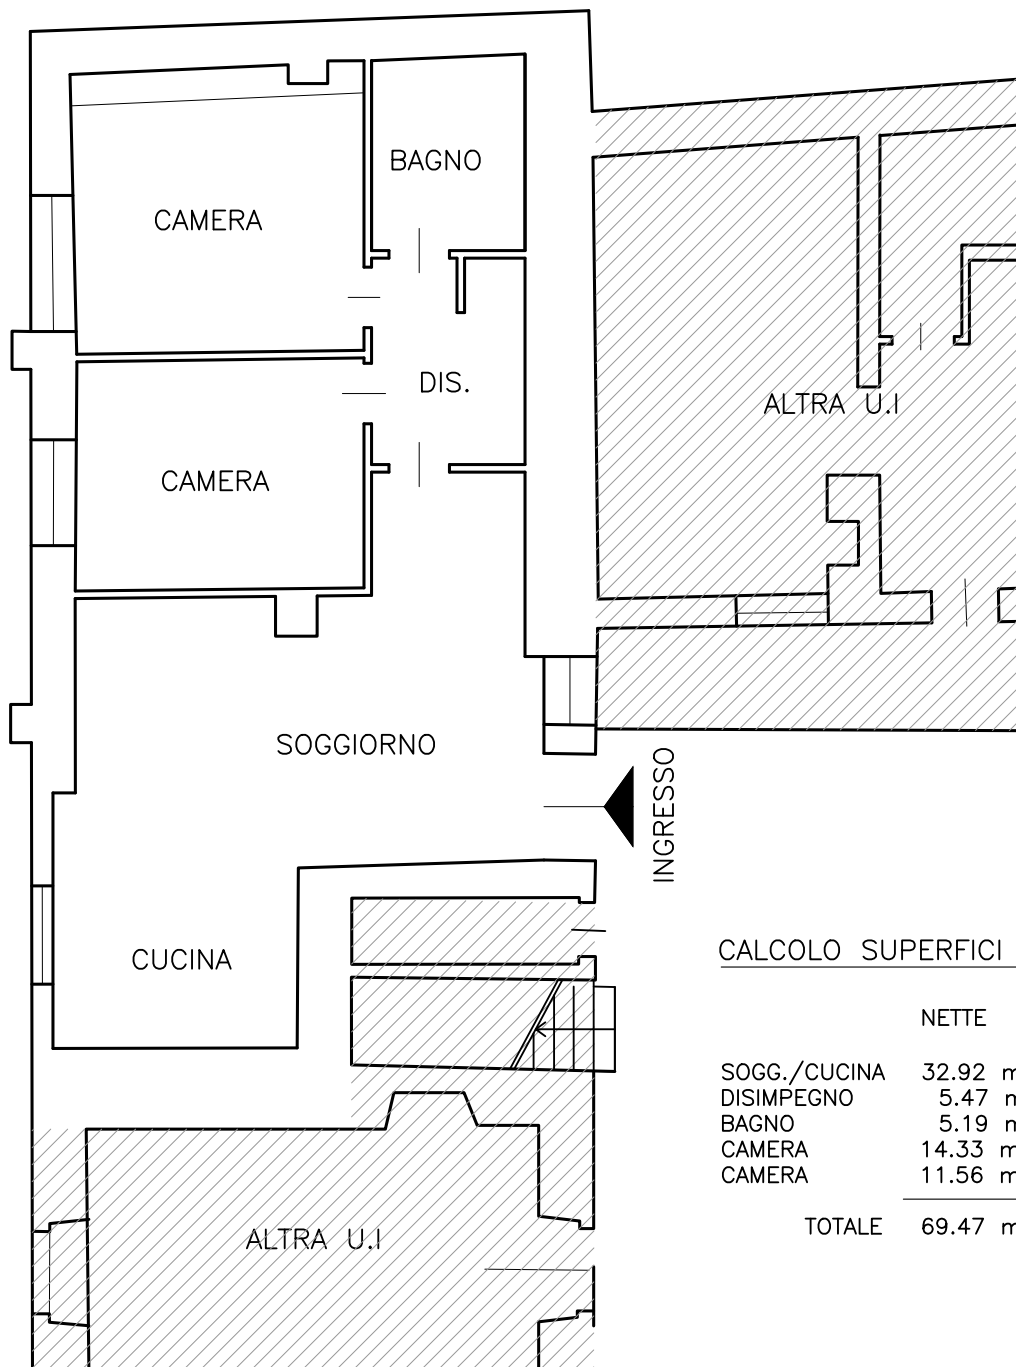 BAGNO
CAMERA
DIS.
ALTRA U.I
CAMERA
SOGGIORNO
INGRESSO
CUCINA
CALCOLO SUPERFICI
NETTE
SOGG./CUCINA 32.92 m
DISIMPEGNO 5.47 m
BAGNO 5.19 m
CAMERA 14.33 m
CAMERA 11.56 m
TOTALE 69.47 m
ALTRA U.I